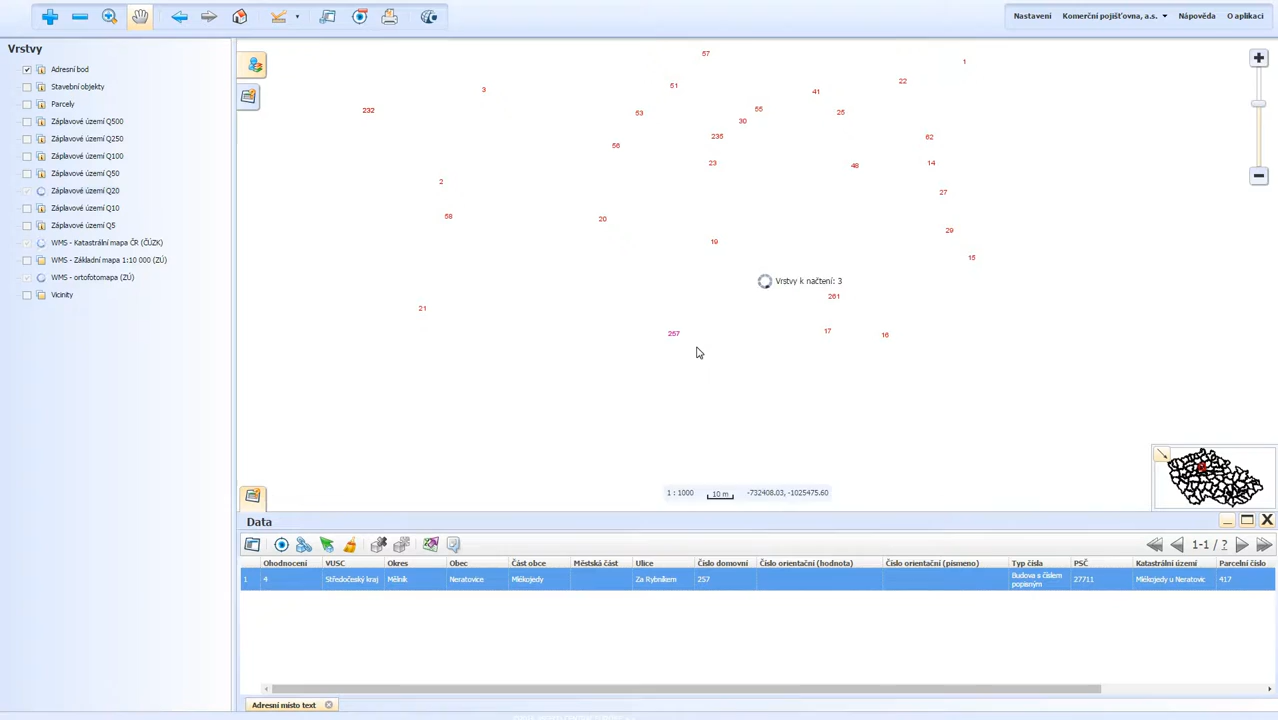 Nastavení
Komerční pojišťovna, a.s.
Nápověda
O aplikaci
Vrstvy
Adresní bod
Stavební objekty
Parcely
Záplavové území Q500
Záplavové území Q250
Záplavové území Q100
Záplavové území Q50
Záplavové území Q20
Záplavové území Q10
Záplavové území Q5
WMS - Katastrální mapa ČR (ČÚZK)
WMS - Základní mapa 1:10 000 (ZÚ)
WMS - ortofotomapa (ZÚ)
Vicinity
57
1
22
51
3
41
232
55
25
53
30
235
62
56
23
14
48
2
27
58
20
29
19
15
Vrstvy k načtení: 3
261
21
17
257
16
1 : 1000
10 m
-732408.03, -1025475.60
Data
1-1 / ?
Ohodnocení VUSC Okres Obec Část obce Městská část Ulice Číslo domovní Číslo orientační (hodnota) Číslo orientační (písmeno) Typ čísla PSČ Katastrální území Parcelní číslo
1 4 Středočeský kraj Mělník Neratovice Mlékojedy Za Rybníkem 257 Budova s číslem popisným 27711 Mlékojedy u Neratovic 417
Adresní místo text